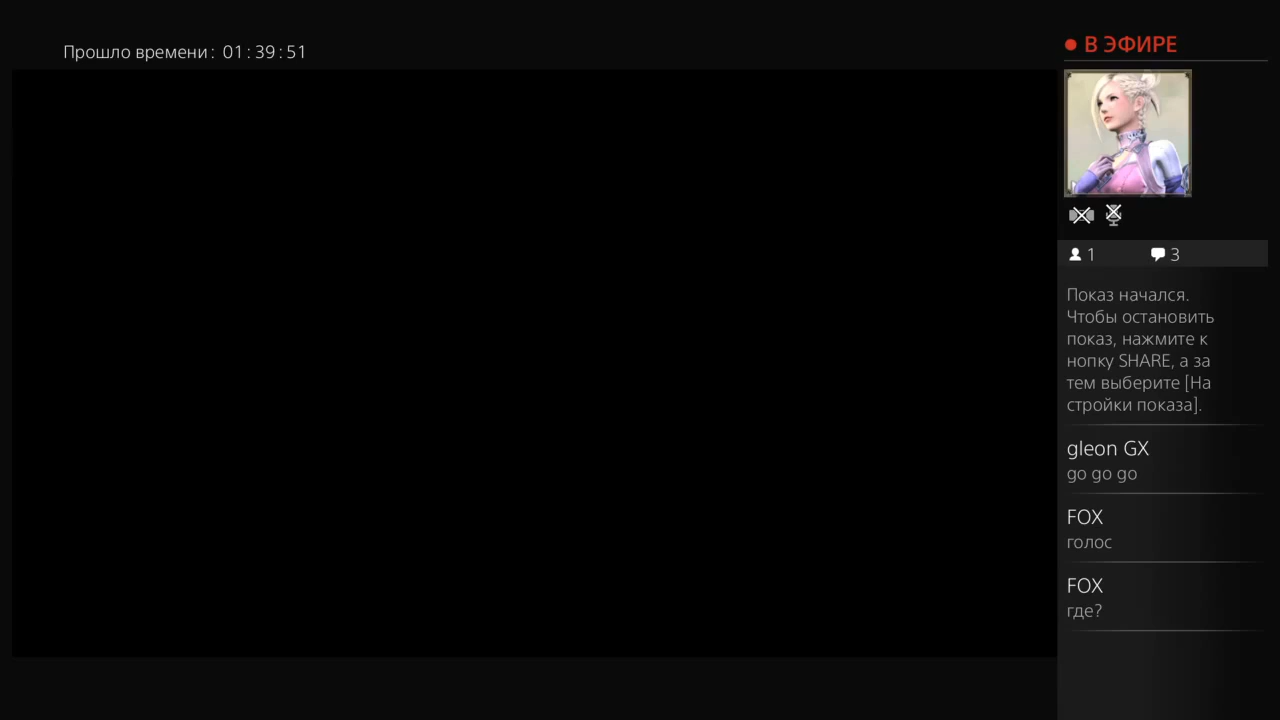 Прошло времени: 01:39:51
В ЭФИРЕ
1
3
Показ начался.
Чтобы остановить
показ, нажмите к
нопку SHARE, а за
тем выберите [На
стройки показа].
gleon GX
go go go
FOX
голос
FOX
где?